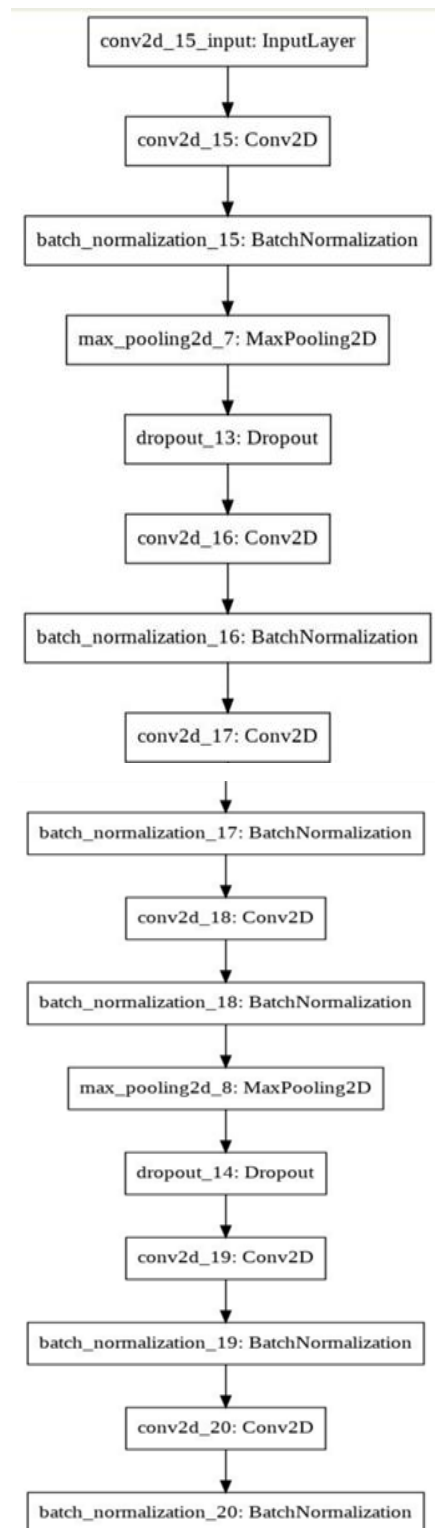 conv2d_15_input: InputLayer
conv2d_15: Conv2D
batch_normalization_15: BatchNormalization
max_pooling2d_7: MaxPooling2D
dropout_13: Dropout
conv2d_16: Conv2D
batch_normalization_16: BatchNormalization
conv2d_17: Conv2D
batch_normalization_17: BatchNormalization
conv2d_18: Conv2D
batch_normalization_18: BatchNormalization
max_pooling2d_8: MaxPooling2D
dropout_14: Dropout
conv2d_19: Conv2D
batch_normalization_19: BatchNormalization
conv2d_20: Conv2D
batch_normalization_20: BatchNormalization